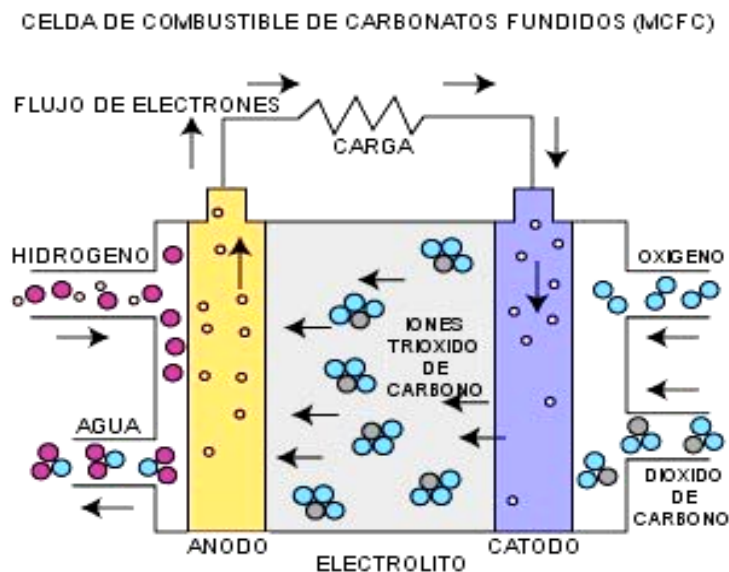 CELDA DE COMBUSTIBLE DE CARBONATOS FUNDIDOS (MCFC)
FLUJO DE ELECTRONES
CARGA
HIDROGENO
OXIGENO
IONES
TRIOXIDO
DE
CARBONO
AGUA
DIOXIDO
DE
CARBONO
ANODO
ELECTROLITO
CATODO